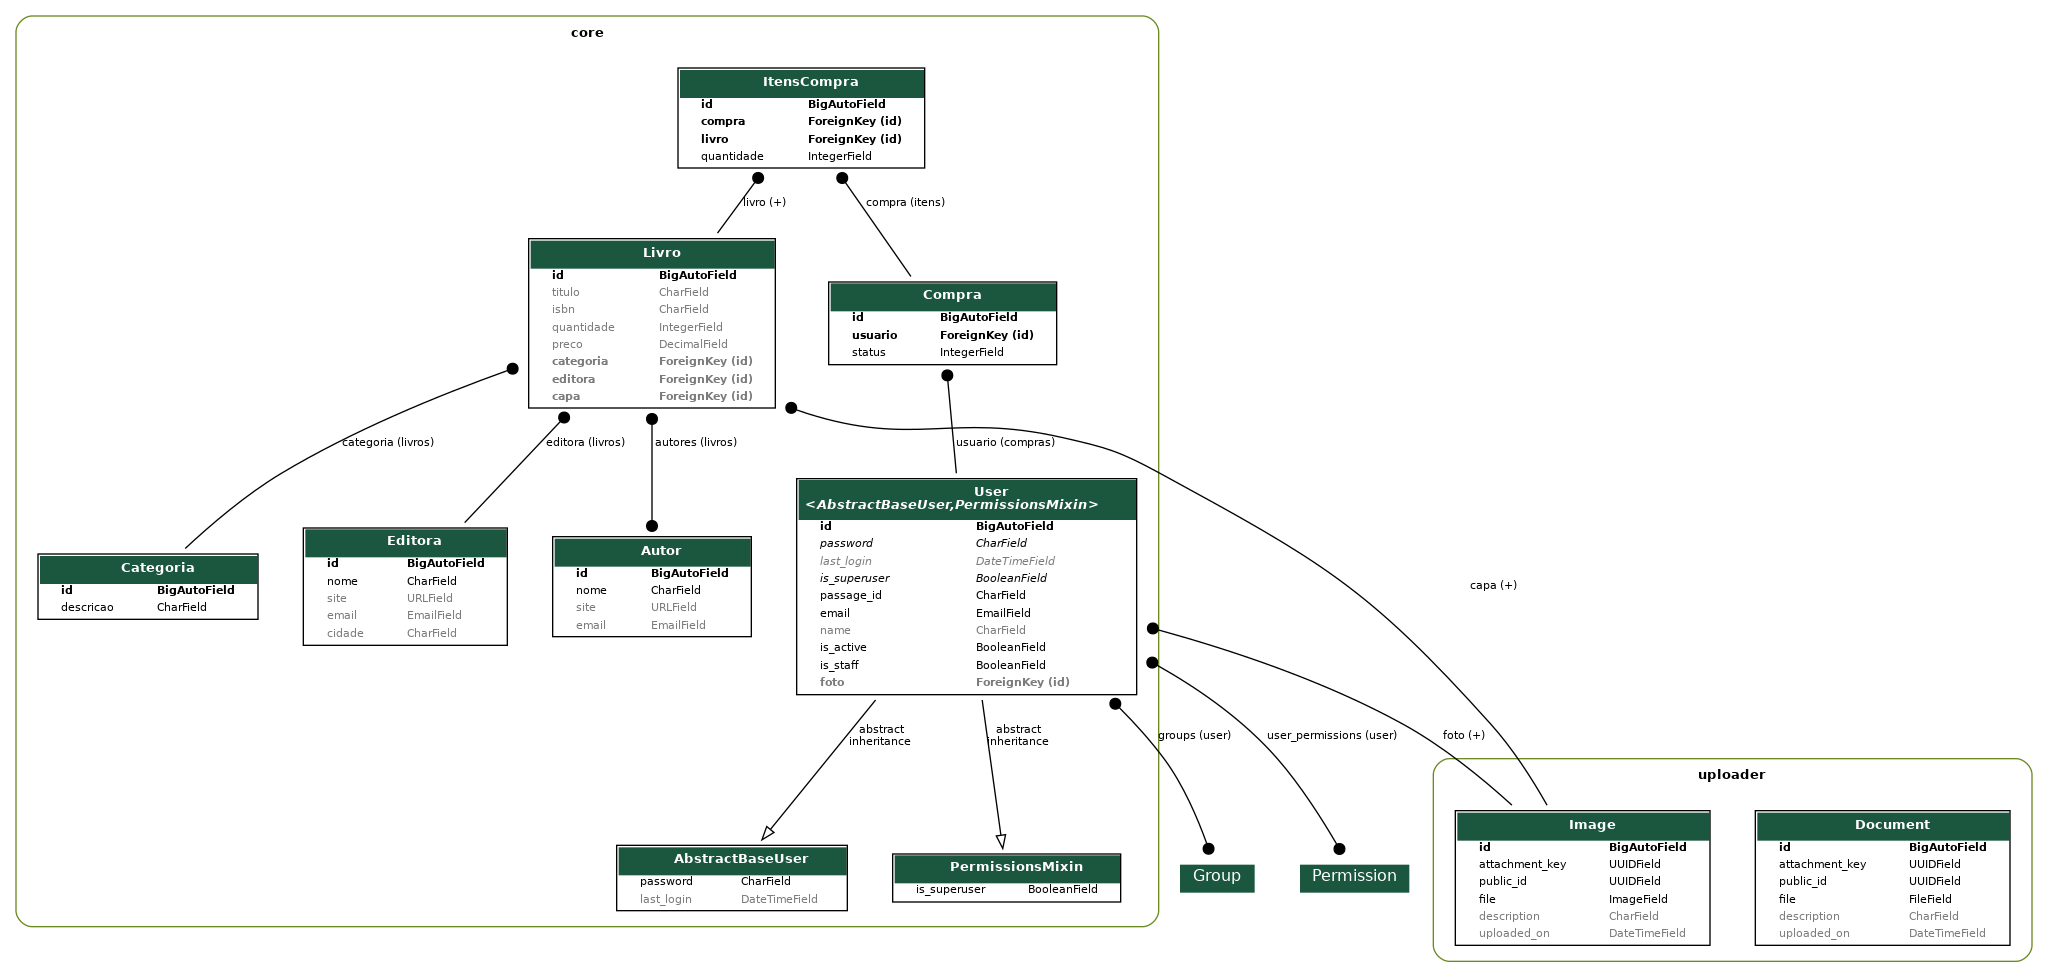 core
ItensCompra
id BigAutoField
compra ForeignKey (id)
livro ForeignKey (id)
quantidade IntegerField
livro (+)
compra (itens)
Livro
id BigAutoField
titulo CharField
isbn CharField
quantidade IntegerField
preco DecimalField
categoria ForeignKey (id)
editora ForeignKey (id)
capa ForeignKey (id)
Compra
id BigAutoField
usuario ForeignKey (id)
status IntegerField
categoria (livros)
editora (livros)
autores (livros)
usuario (compras)
capa (+)
Categoria
id BigAutoField
descricao CharField
Editora
id BigAutoField
nome CharField
site URLField
email EmailField
cidade CharField
Autor
id BigAutoField
nome CharField
site URLField
email EmailField
User
<AbstractBaseUser,PermissionsMixin>
id BigAutoField
password CharField
last_login DateTimeField
is_superuser BooleanField
passage_id CharField
email EmailField
name CharField
is_active BooleanField
is_staff BooleanField
foto ForeignKey (id)
abstract
inheritance
abstract
inheritance
groups (user)
user_permissions (user)
foto (+)
AbstractBaseUser
password CharField
last_login DateTimeField
PermissionsMixin
is_superuser BooleanField
Group
Permission
uploader
Image
id BigAutoField
attachment_key UUIDField
public_id UUIDField
file ImageField
description CharField
uploaded_on DateTimeField
Document
id BigAutoField
attachment_key UUIDField
public_id UUIDField
file FileField
description CharField
uploaded_on DateTimeField